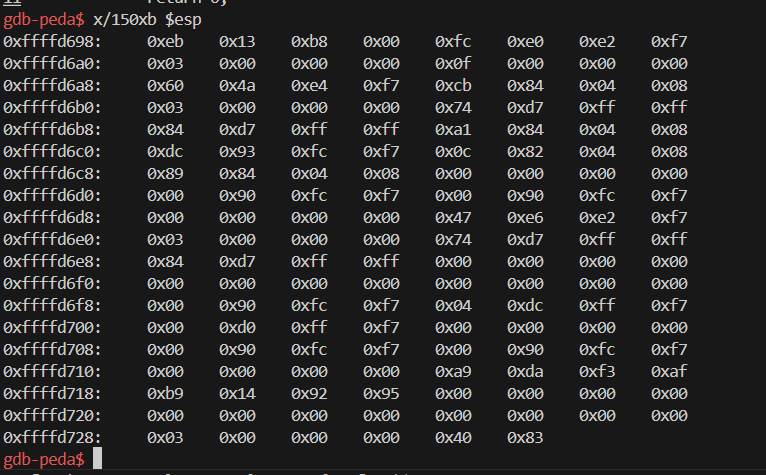 11 return 0;
gdb-peda$ x/150xb $esp
0xffffd698: 0xeb 0x13 0xb8 0x00 0xfc 0xe0 0xe2 0xf7
0xffffd6a0: 0x03 0x00 0x00 0x00 0x0f 0x00 0x00 0x00
0xffffd6a8: 0x60 0x4a 0xe4 0xf7 0xcb 0x84 0x04 0x08
0xffffd6b0: 0x03 0x00 0x00 0x00 0x74 0xd7 0xff 0xff
0xffffd6b8: 0x84 0xd7 0xff 0xff 0xa1 0x84 0x04 0x08
0xffffd6c0: 0xdc 0x93 0xfc 0xf7 0x0c 0x82 0x04 0x08
0xffffd6c8: 0x89 0x84 0x04 0x08 0x00 0x00 0x00 0x00
0xffffd6d0: 0x00 0x90 0xfc 0xf7 0x00 0x90 0xfc 0xf7
0xffffd6d8: 0x00 0x00 0x00 0x00 0x47 0xe6 0xe2 0xf7
0xffffd6e0: 0x03 0x00 0x00 0x00 0x74 0xd7 0xff 0xff
0xffffd6e8: 0x84 0xd7 0xff 0xff 0x00 0x00 0x00 0x00
0xffffd6f0: 0x00 0x00 0x00 0x00 0x00 0x00 0x00 0x00
0xffffd6f8: 0x00 0x90 0xfc 0xf7 0x04 0xdc 0xff 0xf7
0xffffd700: 0x00 0xd0 0xff 0xf7 0x00 0x00 0x00 0x00
0xffffd708: 0x00 0x90 0xfc 0xf7 0x00 0x90 0xfc 0xf7
0xffffd710: 0x00 0x00 0x00 0x00 0xa9 0xda 0xf3 0xaf
0xffffd718: 0xb9 0x14 0x92 0x95 0x00 0x00 0x00 0x00
0xffffd720: 0x00 0x00 0x00 0x00 0x00 0x00 0x00 0x00
0xffffd728: 0x03 0x00 0x00 0x00 0x40 0x83
gdb-peda$